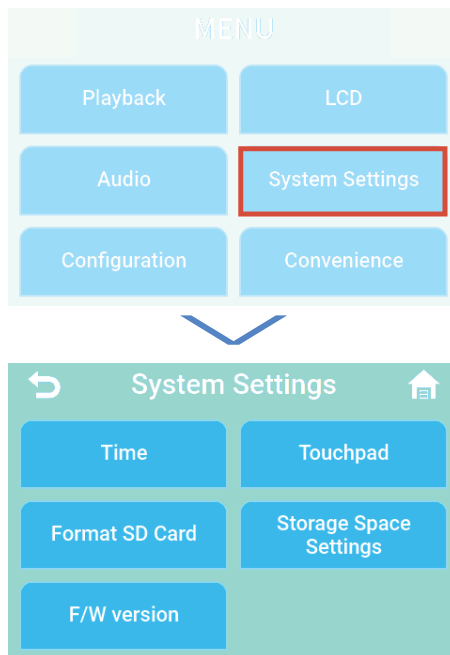 MENU
Playback
LCD
Audio
System Settings
Configuration
Convenience
System Settings
Time
Touchpad
Format SD Card
Storage Space
Settings
F/W version